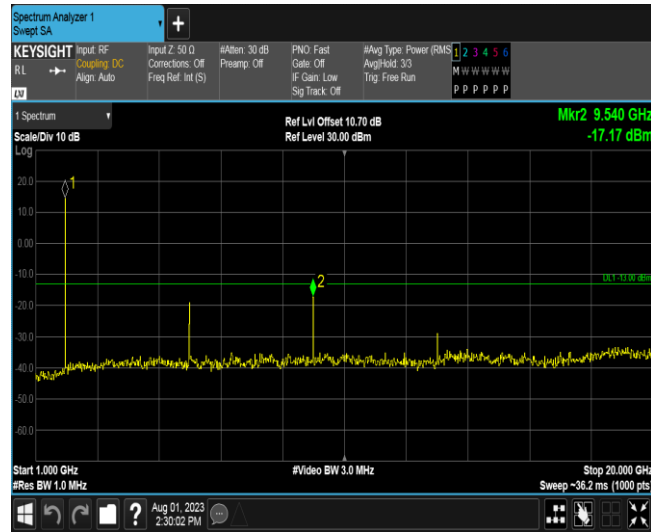 Spectrum Analyzer 1
Swept SA
+
KEYSIGHT Input: RF Input Z: 50 Ω #Atten: 30 dB PNO: Fast #Avg Type: Power (RMS 1 2 3 4 5 6
RL Coupling: DC Corrections: Off Preamp: Off Gate: Off Avg|Hold: 3/3 M W W W W W
Align: Auto Freq Ref: Int (S) IF Gain: Low Trig: Free Run
LXI Sig Track: Off P P P P P P
1 Spectrum Ref Lvl Offset 10.70 dB Mkr2 9.540 GHz
Scale/Div 10 dB Ref Level 30.00 dBm -17.17 dBm
Log
20.0
1
10.0
0.00
-10.0
2 DL1 -13.00 dBm
-20.0
-30.0
-40.0
-50.0
-60.0
Start 1.000 GHz #Video BW 3.0 MHz Stop 20.000 GHz
#Res BW 1.0 MHz Sweep ~36.2 ms (1000 pts)
? Aug 01, 2023
2:30:02 PM